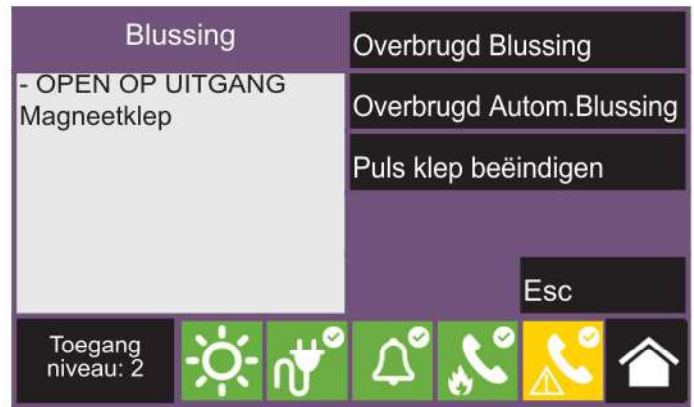 Blussing
- OPEN OP UITGANG
Magneetklep
Overbrugd Blussing
Overbrugd Autom.Blussing
Puls klep beëindigen
Esc
Toegang
niveau: 2